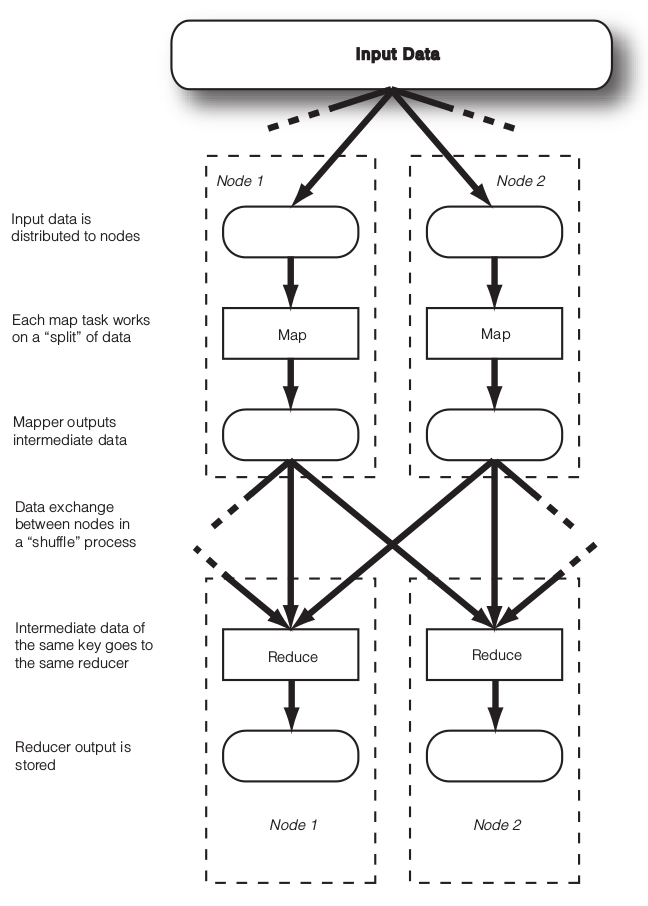 Input Data
Node 1
Node 2
Input data is
distributed to nodes
Each map task works
on a “split” of data
Map
Map
Mapper outputs
intermediate data
Data exchange
between nodes in
a “shuffle” process
Intermediate data of
the same key goes to
the same reducer
Reduce
Reduce
Reducer output is
stored
Node 1
Node 2